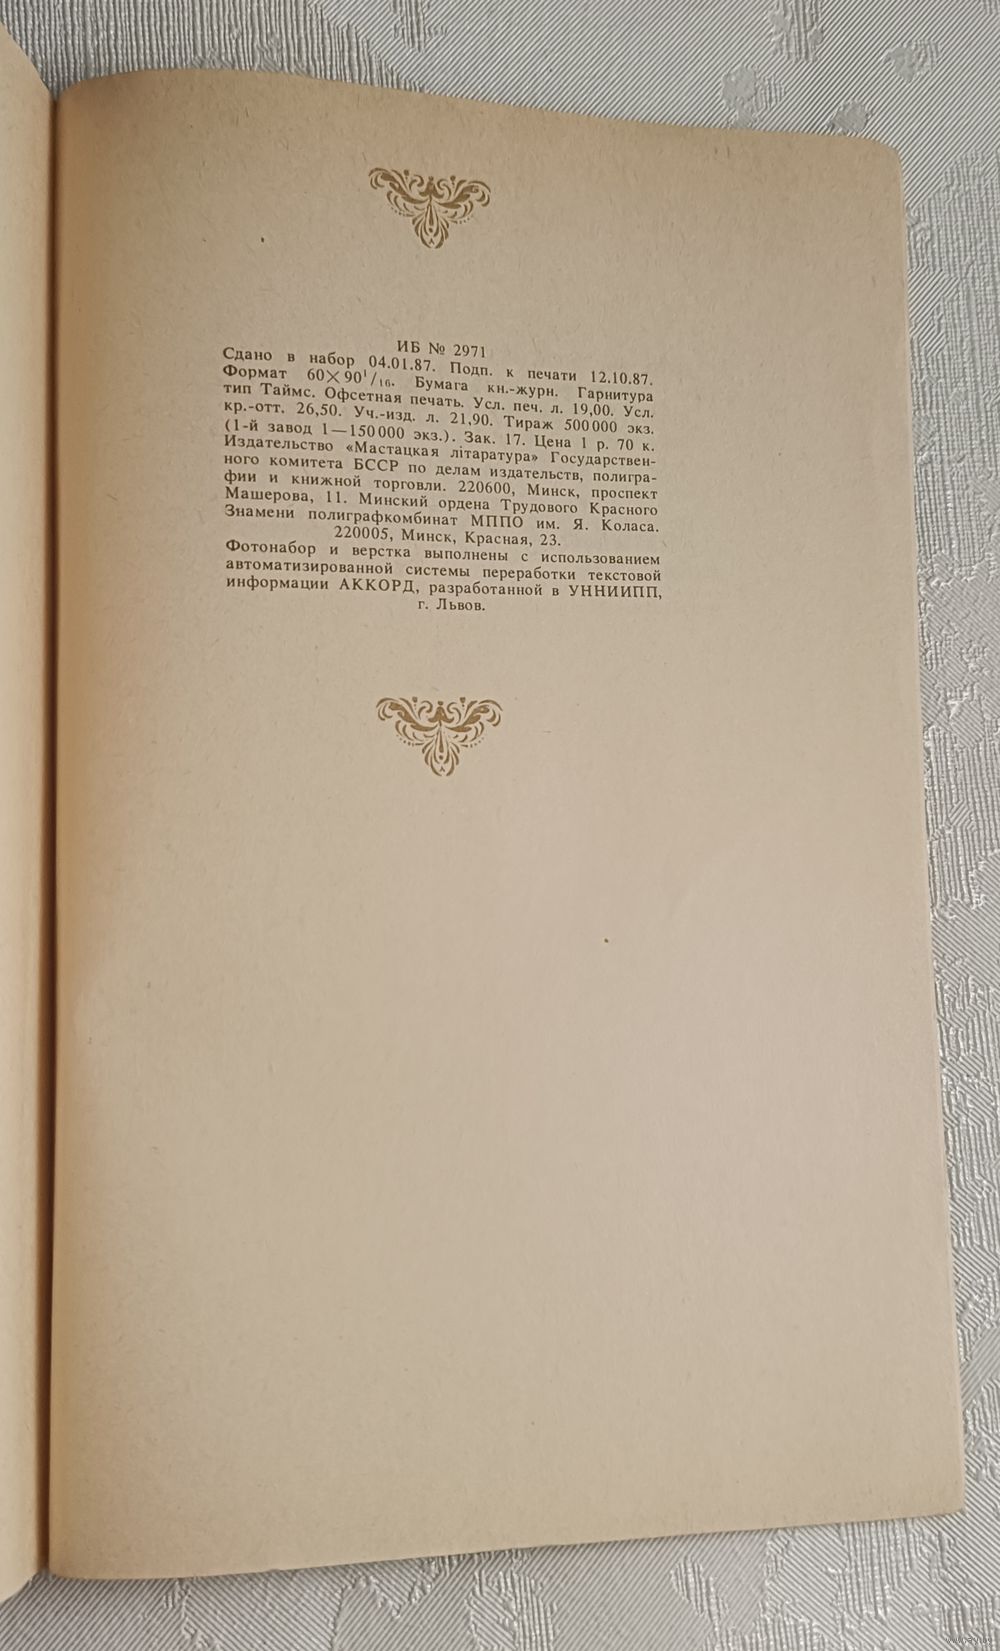 ИБ № 2971
Сдано в набор 04.01.87. Подп. к печати 12.10.87.
Формат 60×90¹/₁₆. Бумага кн.-журн. Гарнитура
тип Таймс. Офсетная печать. Усл. печ. л. 19,00. Усл.
кр.-отт. 26,50. Уч.-изд. л. 21,90. Тираж 500000 экз.
(1-й завод 1—150000 экз.). Зак. 17. Цена 1 р. 70 к.
Издательство «Мастацкая літаратура» Государствен-
ного комитета БССР по делам издательств, полигра-
фии и книжной торговли. 220600, Минск, проспект
Машерова, 11. Минский ордена Трудового Красного
Знамени полиграфкомбинат МППО им. Я. Коласа.
220005, Минск, Красная, 23.
Фотонабор и верстка выполнены с использованием
автоматизированной системы переработки текстовой
информации АККОРД, разработанной в УННИИПП,
г. Львов.